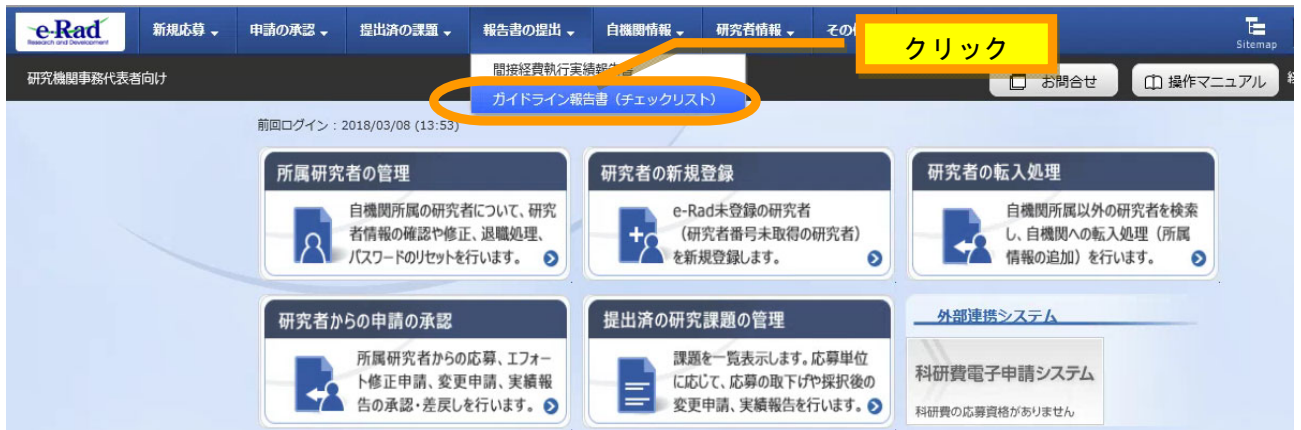 e-Rad
Research and Development
新規応募
申請の承認
提出済の課題
報告書の提出
自機関情報
研究者情報
その
クリック
Sitemap
研究機関事務代表者向け
間接経費執行実績報告書
ガイドライン報告書（チェックリスト）
お問合せ
操作マニュアル
前回ログイン：2018/03/08 (13:53)
所属研究者の管理
自機関所属の研究者について、研究
者情報の確認や修正、退職処理、
パスワードのリセットを行います。
研究者の新規登録
e-Rad未登録の研究者
（研究者番号未取得の研究者）
を新規登録します。
研究者の転入処理
自機関所属以外の研究者を検索
し、自機関への転入処理（所属
情報の追加）を行います。
研究者からの申請の承認
所属研究者からの応募、エフォー
ト修正申請、変更申請、実績報
告の承認・差戻しを行います。
提出済の研究課題の管理
課題を一覧表示します。応募単位
に応じて、応募の取下げや採択後の
変更申請、実績報告を行います。
外部連携システム
科研費電子申請システム
科研費の応募資格がありません